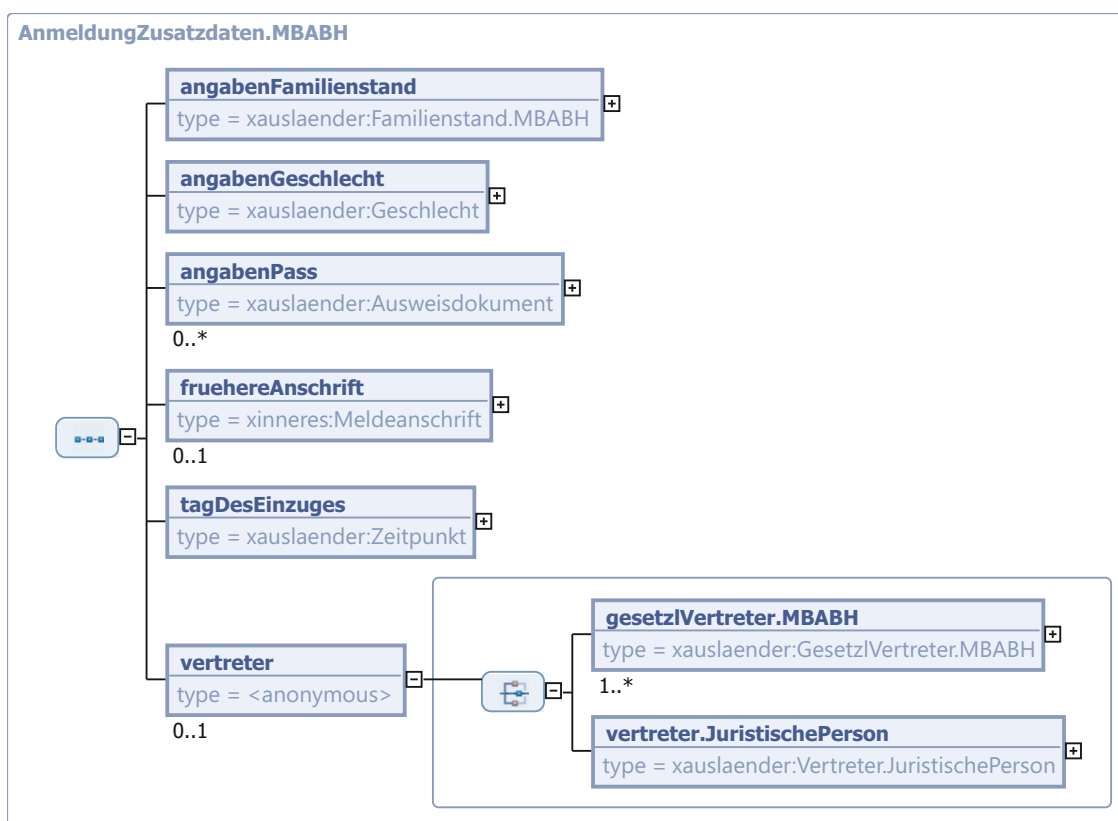 AnmeldungZusatzdaten.MBABH
angabenFamilienstand
type = xauslaender:Familienstand.MBABH
angabenGeschlecht
type = xauslaender:Geschlecht
angabenPass
type = xauslaender:Ausweisdokument
0..*
fruehereAnschrift
type = xinneres:Meldeanschrift
0..1
tagDesEinzuges
type = xauslaender:Zeitpunkt
vertreter
type = <anonymous>
0..1
gesetzlVertreter.MBABH
type = xauslaender:GesetzlVertreter.MBABH
1..*
vertreter.JuristischePerson
type = xauslaender:Vertreter.JuristischePerson